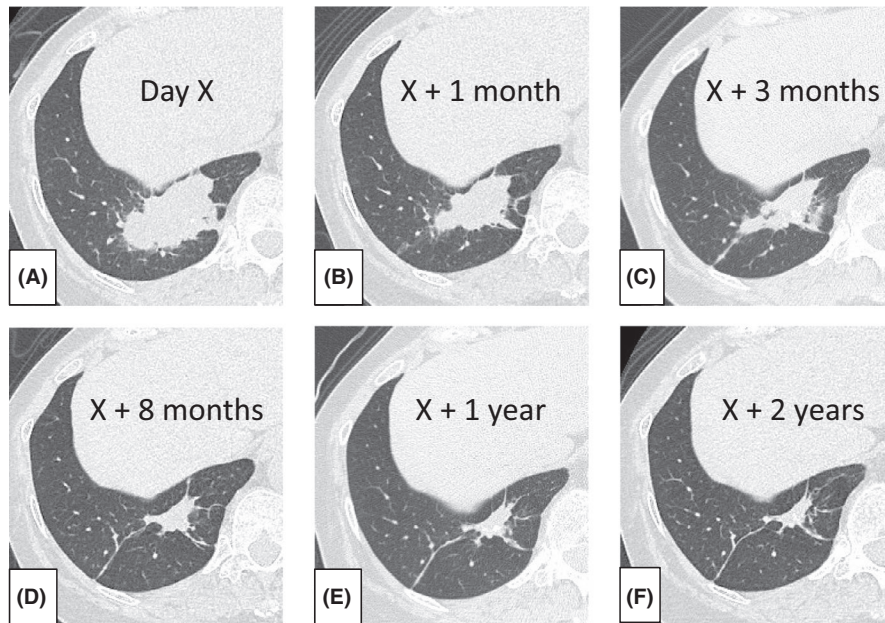 Day X
(A)
X + 1 month
(B)
X + 3 months
(C)
X + 8 months
(D)
X + 1 year
(E)
X + 2 years
(F)